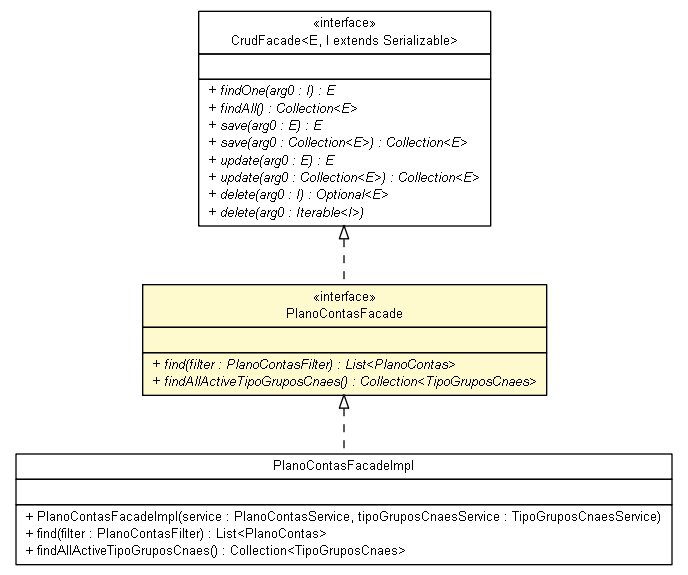 «interface»
CrudFacade<E, I extends Serializable>
+ findOne(arg0 : I) : E
+ findAll() : Collection<E>
+ save(arg0 : E) : E
+ save(arg0 : Collection<E>) : Collection<E>
+ update(arg0 : E) : E
+ update(arg0 : Collection<E>) : Collection<E>
+ delete(arg0 : I) : Optional<E>
+ delete(arg0 : Iterable<I>)
«interface»
PlanoContasFacade
+ find(filter : PlanoContasFilter) : List<PlanoContas>
+ findAllActiveTipoGruposCnaes() : Collection<TipoGruposCnaes>
PlanoContasFacadeImpl
+ PlanoContasFacadeImpl(service : PlanoContasService, tipoGruposCnaesService : TipoGruposCnaesService)
+ find(filter : PlanoContasFilter) : List<PlanoContas>
+ findAllActiveTipoGruposCnaes() : Collection<TipoGruposCnaes>